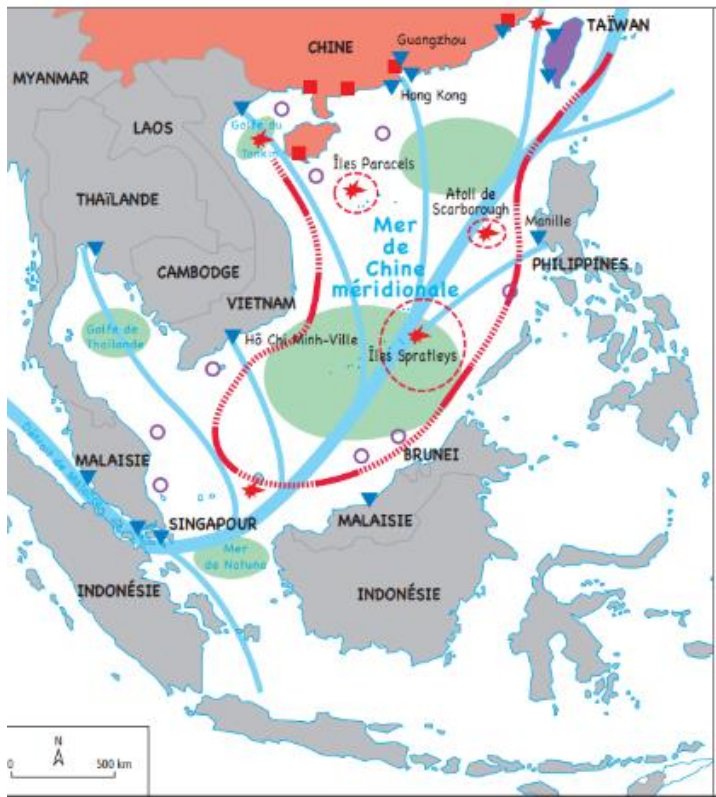 TAÏWAN
CHINE
Guangzhou
MYANMAR
Hong Kong
LAOS
Golfe du
Tonkin
Îles Paracels
THAÏLANDE
Atoll de
Scarborough
Mer
de
Chine
méridionale
Manille
CAMBODGE
PHILIPPINES
VIETNAM
Golfe de
Thaïlande
Hô Chi Minh-Ville
Îles Spratleys
BRUNEI
MALAISIE
Détroit de
SINGAPOUR
MALAISIE
Mer
de Natuna
INDONÉSIE
INDONÉSIE
N
0 500 km